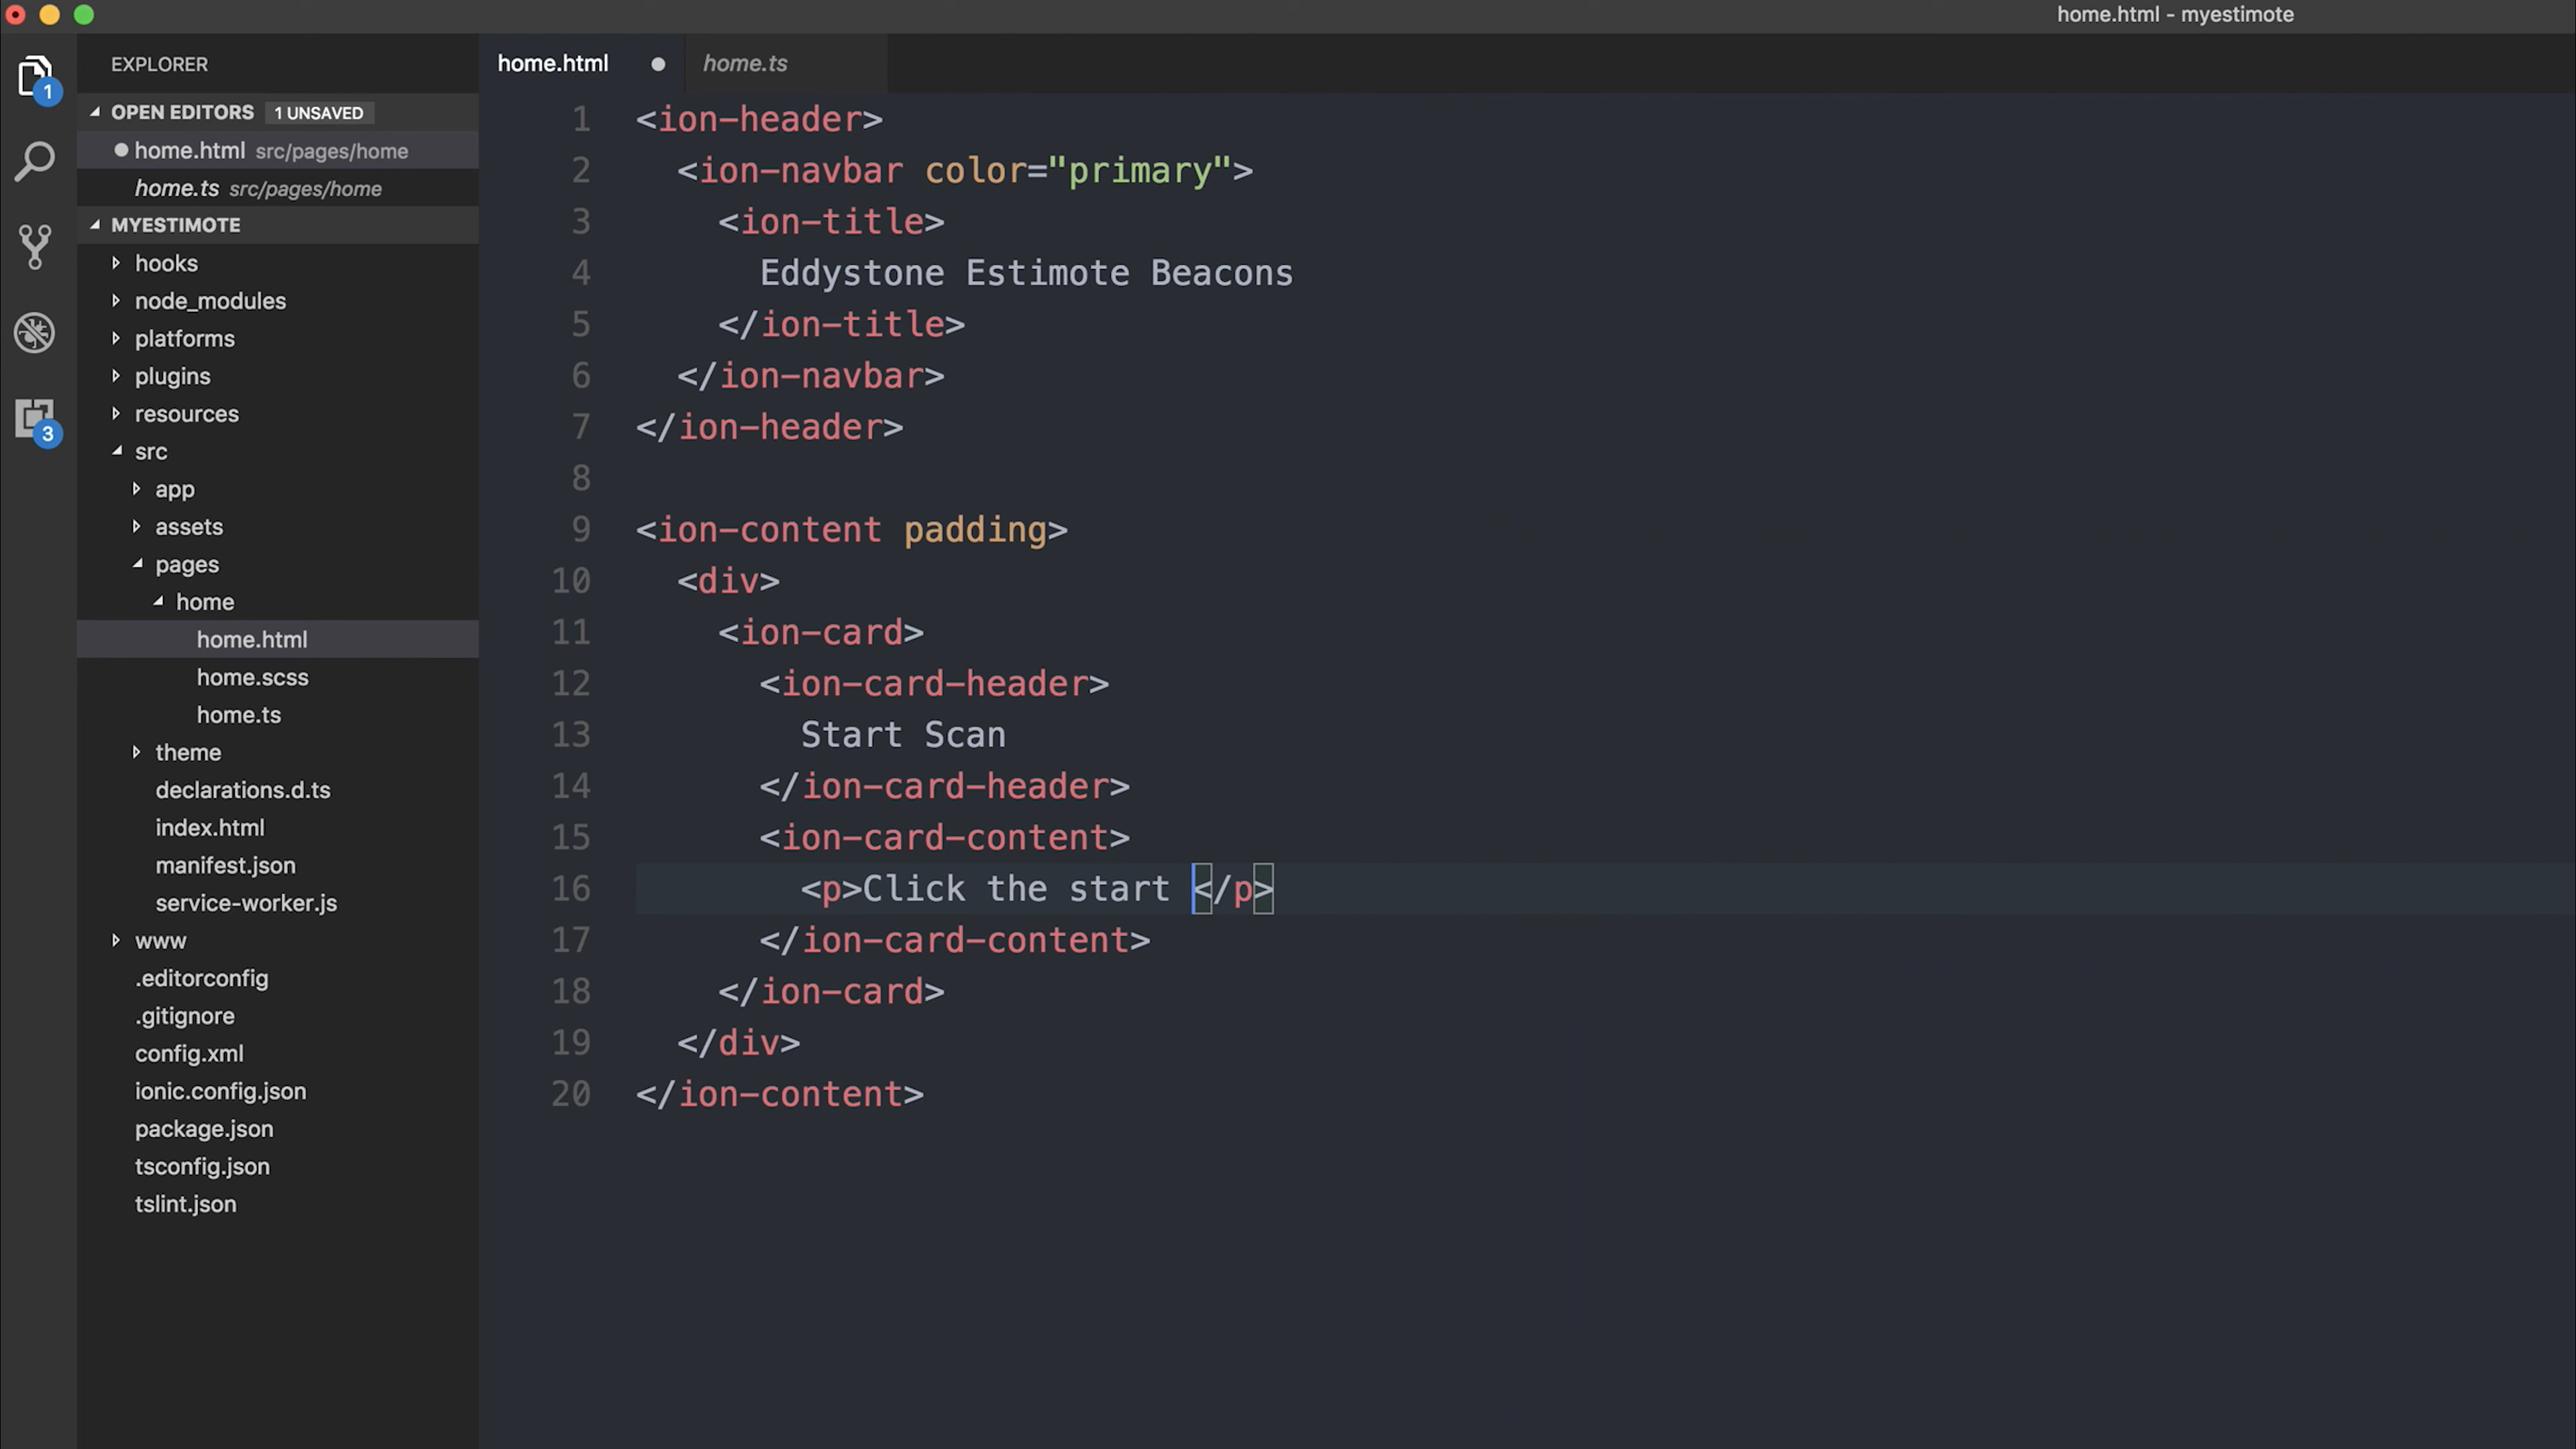 home.html - myestimote
EXPLORER
OPEN EDITORS 1 UNSAVED
home.html src/pages/home
home.ts src/pages/home
MYESTIMOTE
hooks
node_modules
platforms
plugins
resources
src
app
assets
pages
home
home.html
home.scss
home.ts
theme
declarations.d.ts
index.html
manifest.json
service-worker.js
www
.editorconfig
.gitignore
config.xml
ionic.config.json
package.json
tsconfig.json
tslint.json
1
3
home.html home.ts
1 <ion-header>
2 <ion-navbar color="primary">
3 <ion-title>
4 Eddystone Estimote Beacons
5 </ion-title>
6 </ion-navbar>
7 </ion-header>
8
9 <ion-content padding>
10 <div>
11 <ion-card>
12 <ion-card-header>
13 Start Scan
14 </ion-card-header>
15 <ion-card-content>
16 <p>Click the start </p>
17 </ion-card-content>
18 </ion-card>
19 </div>
20 </ion-content>